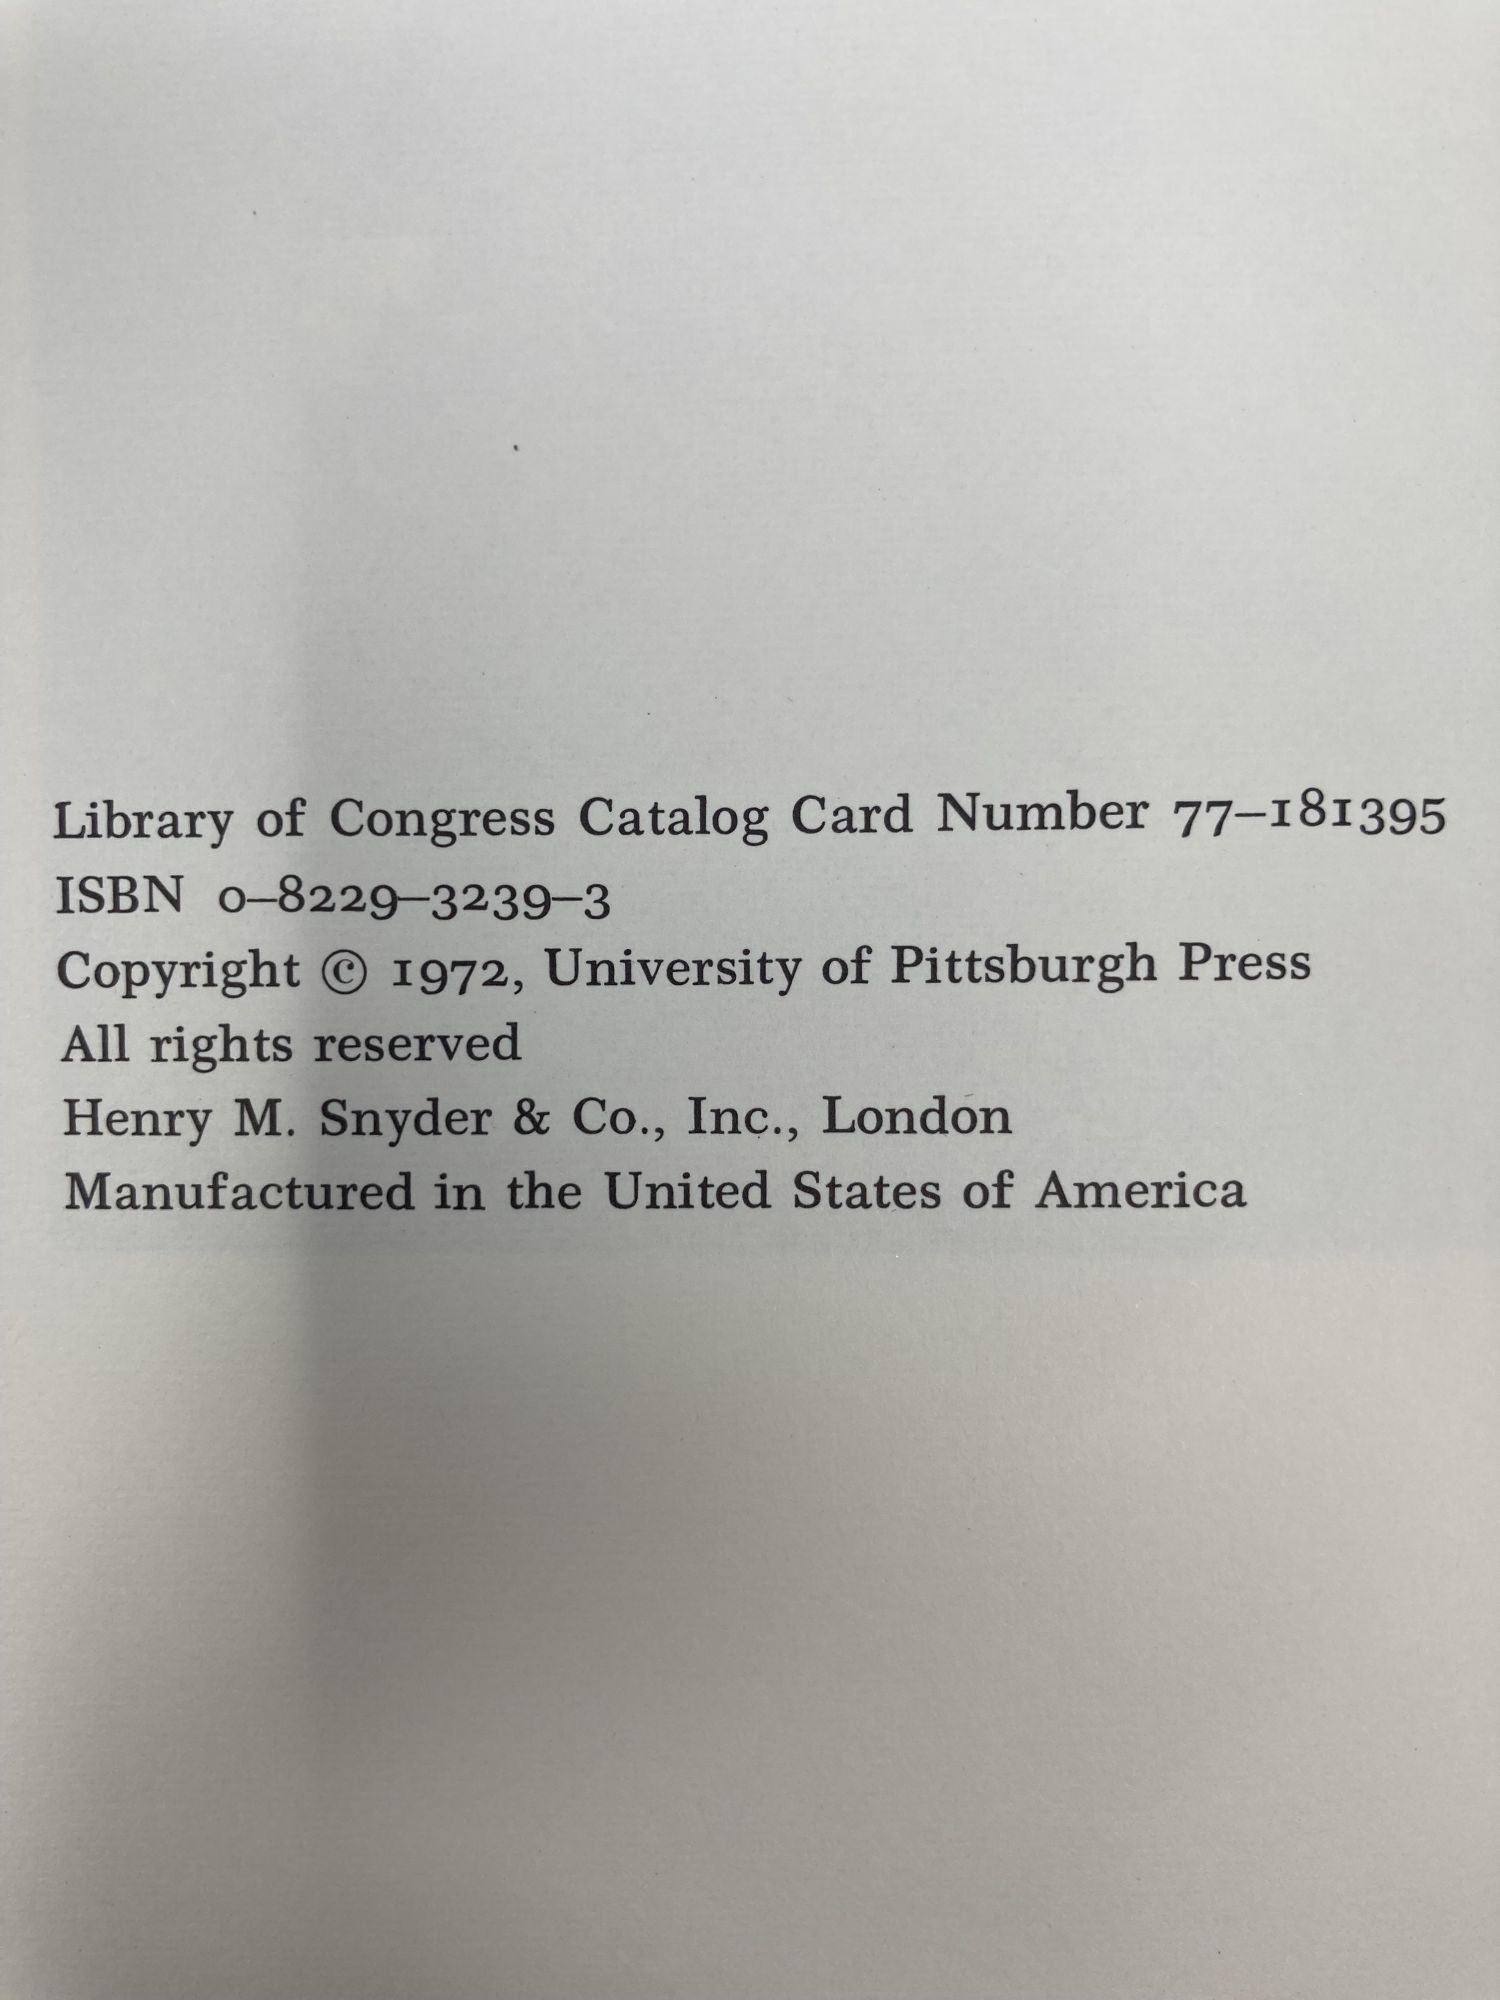 Library of Congress Catalog Card Number 77–181395
ISBN 0–8229–3239–3
Copyright © 1972, University of Pittsburgh Press
All rights reserved
Henry M. Snyder & Co., Inc., London
Manufactured in the United States of America